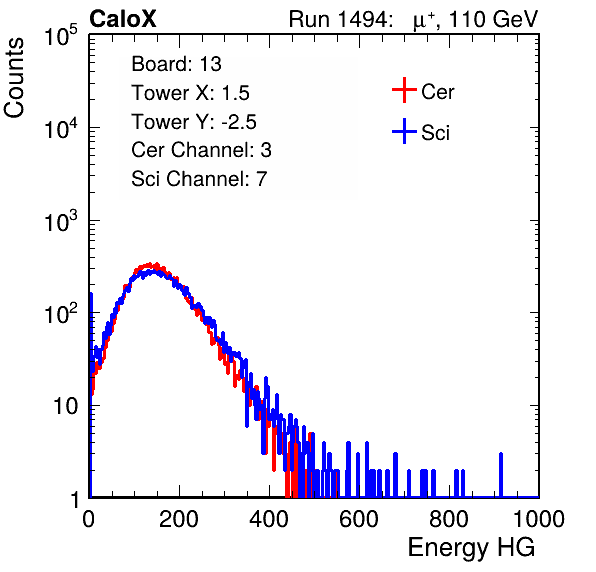 CaloX Run 1494: μ⁺, 110 GeV
Counts
10⁵
10⁴
10³
10²
10
1
Board: 13
Tower X: 1.5
Tower Y: -2.5
Cer Channel: 3
Sci Channel: 7
Cer
Sci
0 200 400 600 800 1000
Energy HG